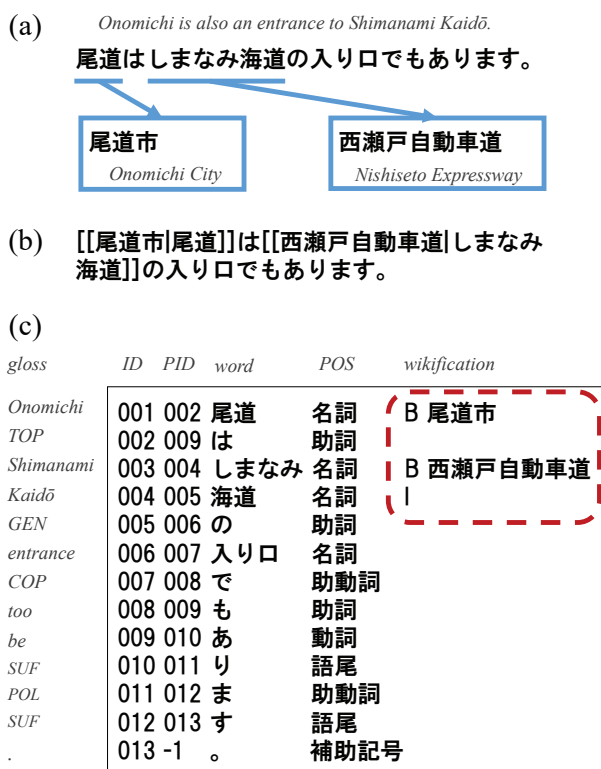 (a) Onomichi is also an entrance to Shimanami Kaidō.
尾道はしまなみ海道の入り口でもあります。
尾道市 西瀬戸自動車道
Onomichi City Nishiseto Expressway
(b) [[尾道市|尾道]]は[[西瀬戸自動車道|しまなみ
海道]]の入り口でもあります。
(c)
gloss ID PID word POS wikification
Onomichi 001 002 尾道 名詞 B 尾道市
TOP 002 009 は 助詞
Shimanami 003 004 しまなみ 名詞 B 西瀬戸自動車道
Kaidō 004 005 海道 名詞 I
GEN 005 006 の 助詞
entrance 006 007 入り口 名詞
COP 007 008 で 助動詞
too 008 009 も 助詞
be 009 010 あ 動詞
SUF 010 011 り 語尾
POL 011 012 ま 助動詞
SUF 012 013 す 語尾
. 013 -1 。 補助記号